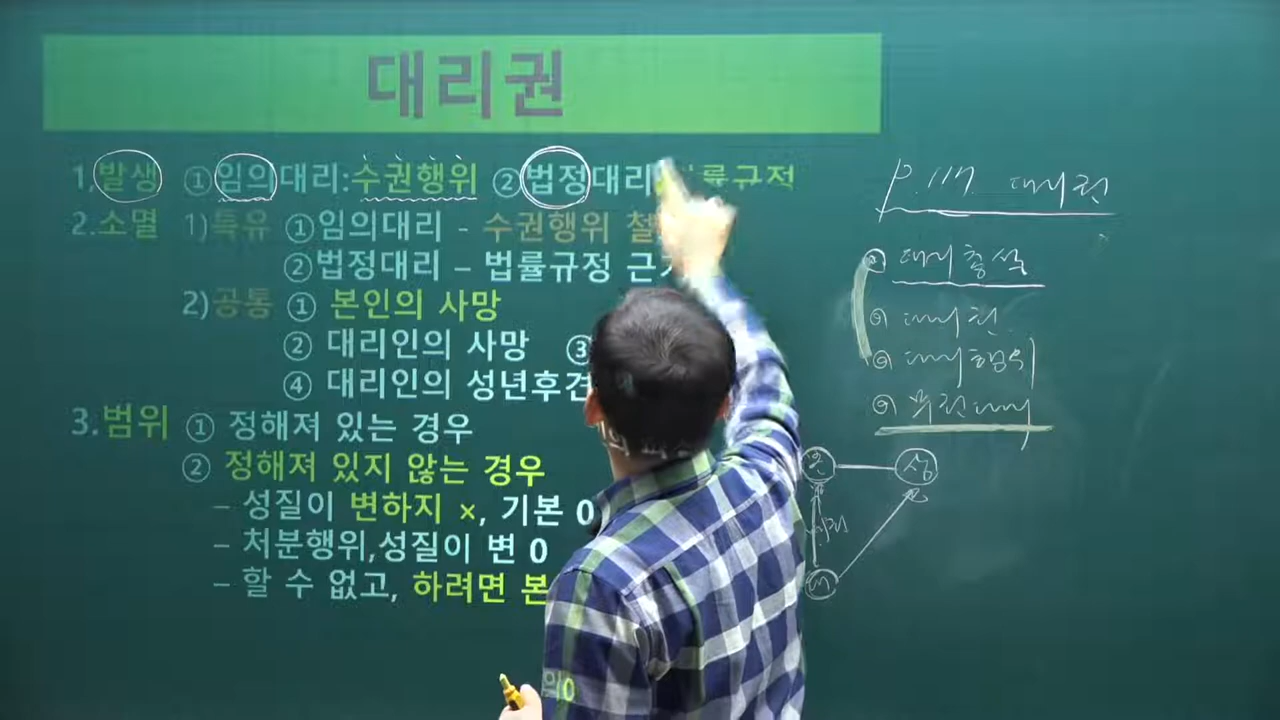 대리권
1.발생 ①임의대리:수권행위 ②법정대리 률규정
2.소멸 1)특유 ①임의대리 - 수권행위 철
②법정대리 – 법률규정 근
2)공통 ① 본인의 사망
② 대리인의 사망 ③
④ 대리인의 성년후견
3.범위 ① 정해져 있는 경우
② 정해져 있지 않는 경우
– 성질이 변하지 ×, 기본 0
– 처분행위,성질이 변 0
– 할 수 없고, 하려면 본
P.117 대리권
대리총설
대리권
대리행위
무권대리
본 상
대